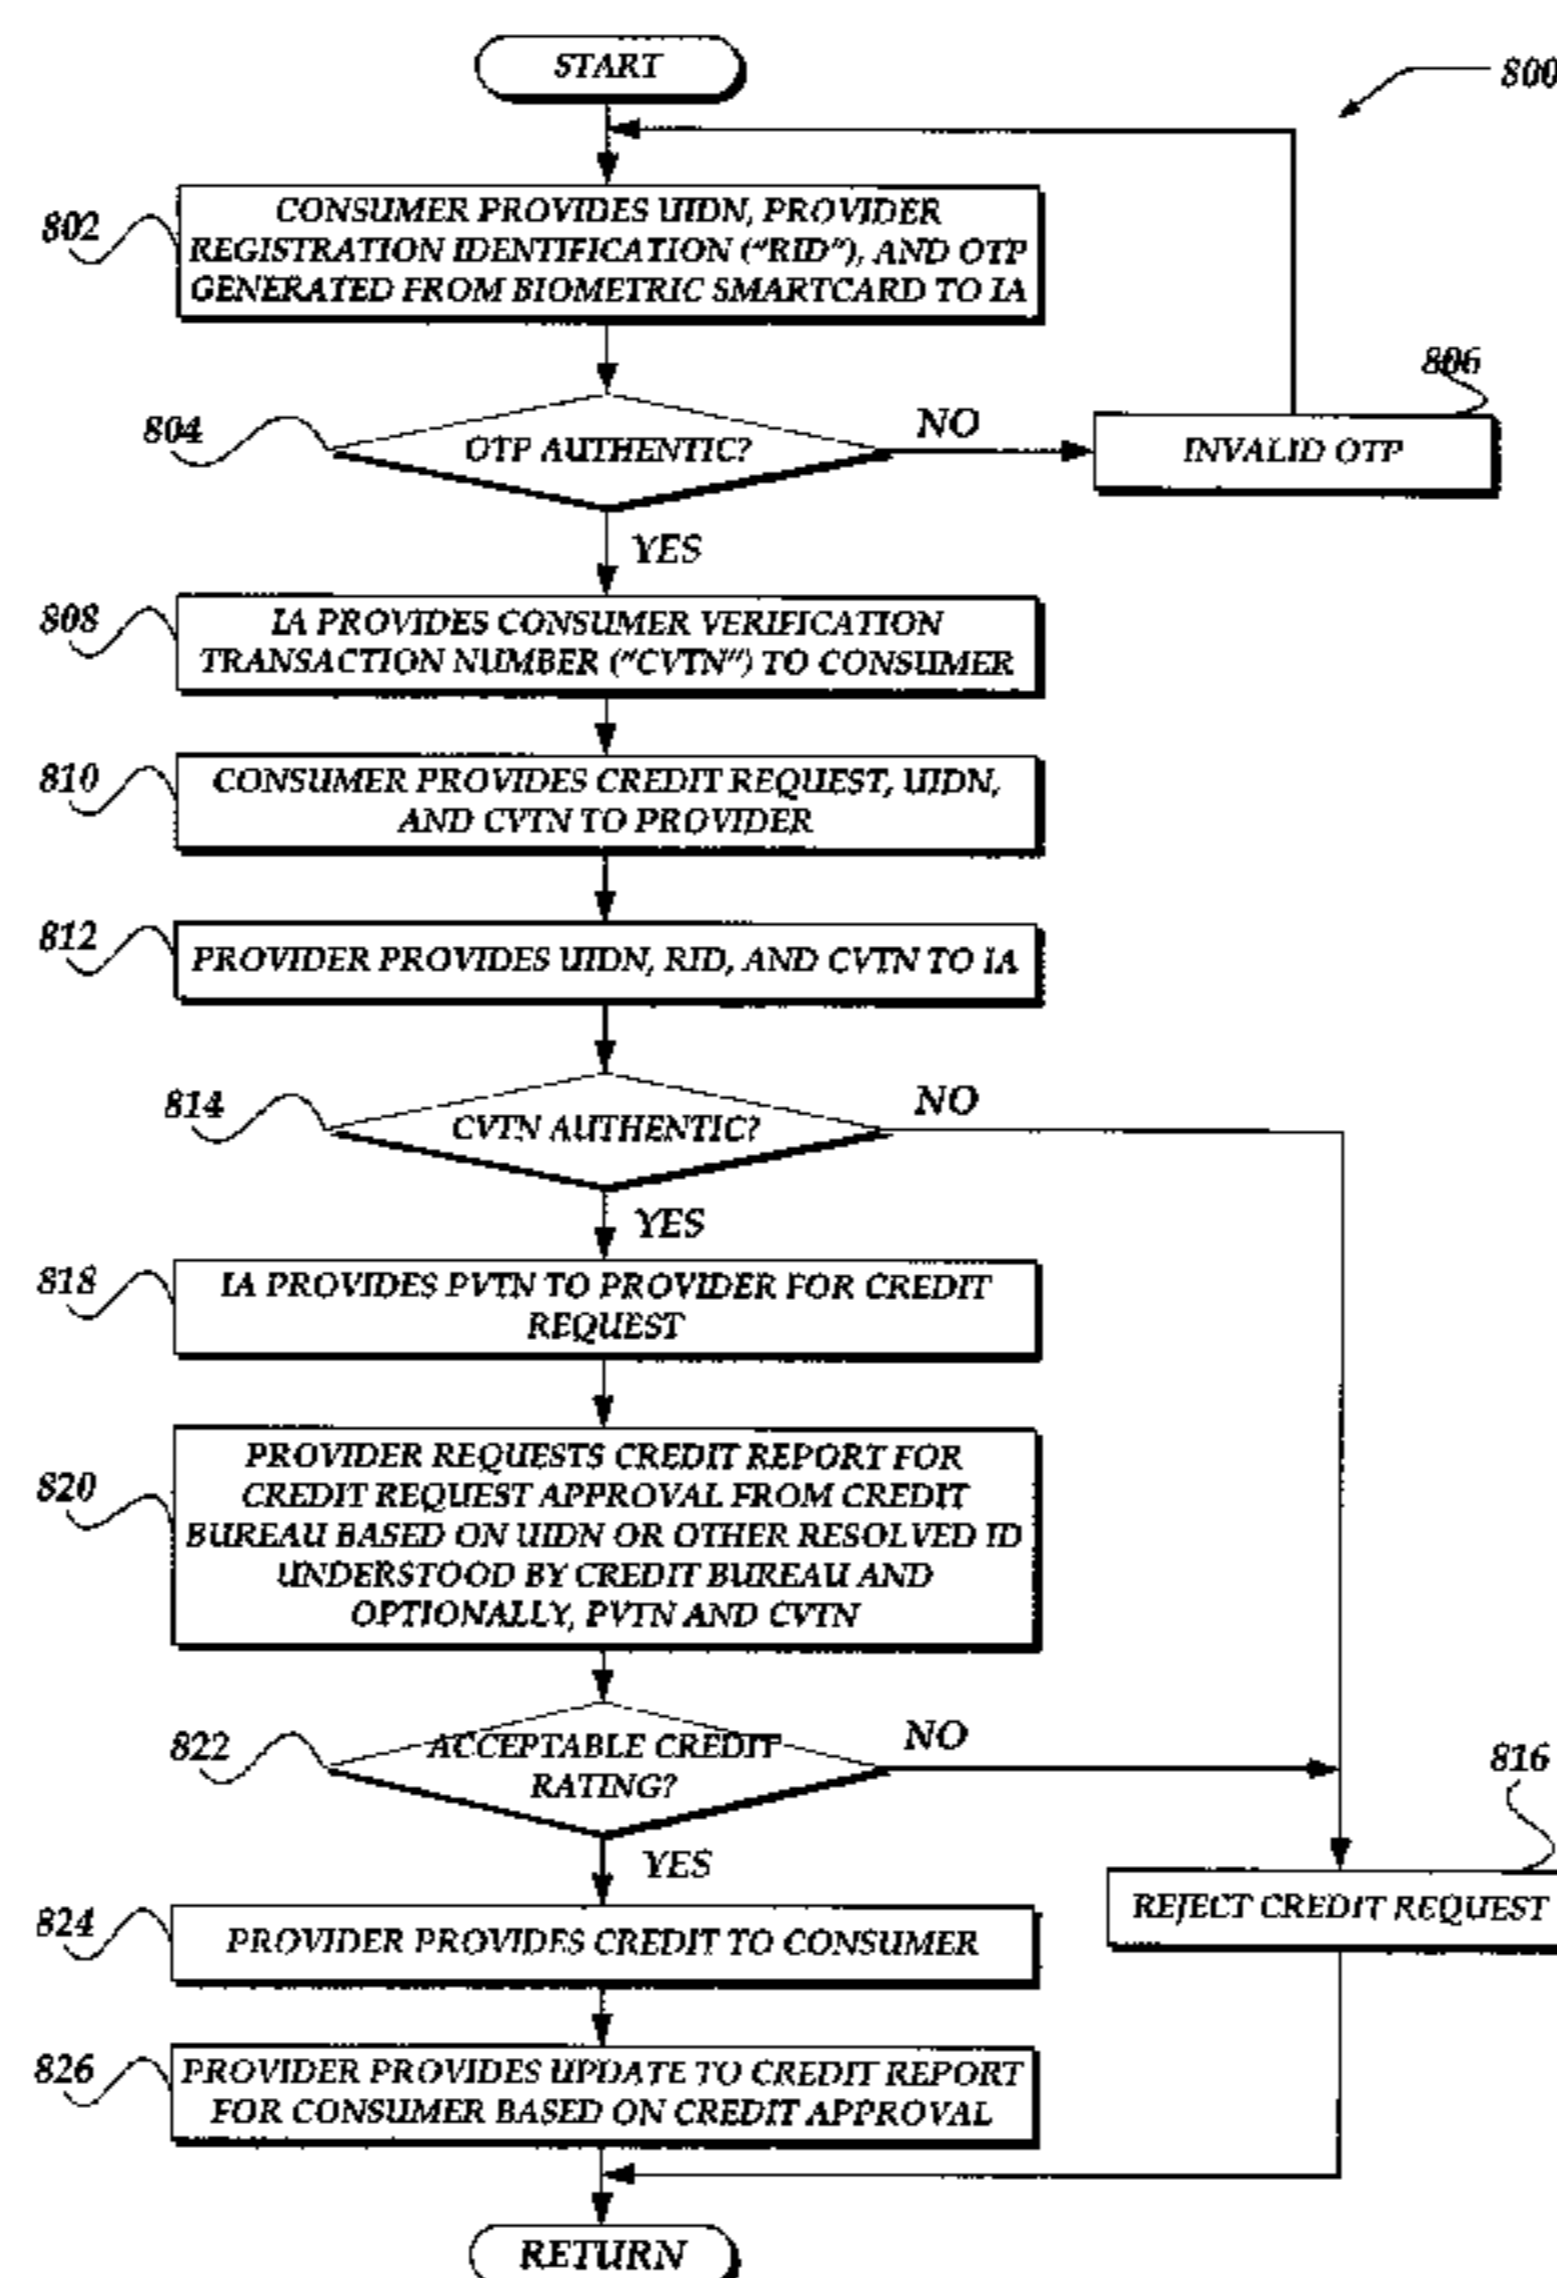 START
800
802
CONSUMER PROVIDES UIDN, PROVIDER
REGISTRATION IDENTIFICATION ("RID"), AND OTP
GENERATED FROM BIOMETRIC SMARTCARD TO IA
804
OTP AUTHENTIC?
NO
806
INVALID OTP
YES
808
IA PROVIDES CONSUMER VERIFICATION
TRANSACTION NUMBER ("CVTN") TO CONSUMER
810
CONSUMER PROVIDES CREDIT REQUEST, UIDN,
AND CVTN TO PROVIDER
812
PROVIDER PROVIDES UIDN, RID, AND CVTN TO IA
814
CVTN AUTHENTIC?
NO
YES
818
IA PROVIDES PVTN TO PROVIDER FOR CREDIT
REQUEST
820
PROVIDER REQUESTS CREDIT REPORT FOR
CREDIT REQUEST APPROVAL FROM CREDIT
BUREAU BASED ON UIDN OR OTHER RESOLVED ID
UNDERSTOOD BY CREDIT BUREAU AND
OPTIONALLY, PVTN AND CVTN
822
ACCEPTABLE CREDIT
RATING?
NO
816
YES
REJECT CREDIT REQUEST
824
PROVIDER PROVIDES CREDIT TO CONSUMER
826
PROVIDER PROVIDES UPDATE TO CREDIT REPORT
FOR CONSUMER BASED ON CREDIT APPROVAL
RETURN